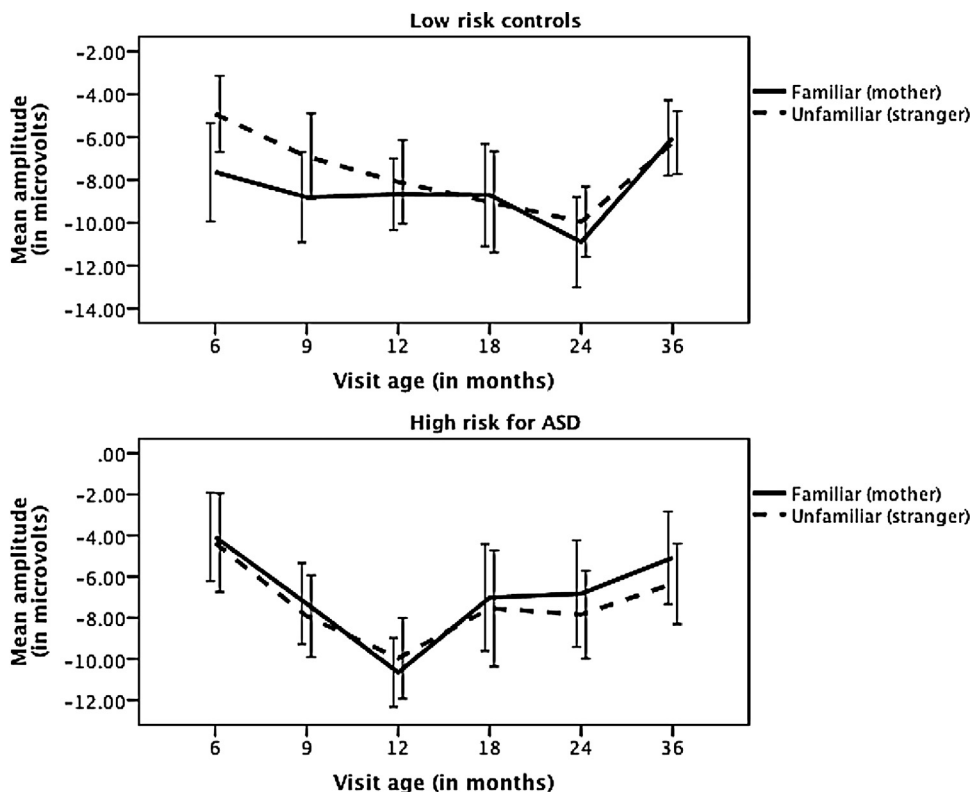 Low risk controls
-2.00
-4.00
-6.00
-8.00
-10.00
-12.00
-14.00
Mean amplitude
(in microvolts)
Familiar (mother)
Unfamiliar (stranger)
6 9 12 18 24 36
Visit age (in months)
High risk for ASD
.00
-2.00
-4.00
-6.00
-8.00
-10.00
-12.00
Mean amplitude
(in microvolts)
Familiar (mother)
Unfamiliar (stranger)
6 9 12 18 24 36
Visit age (in months)